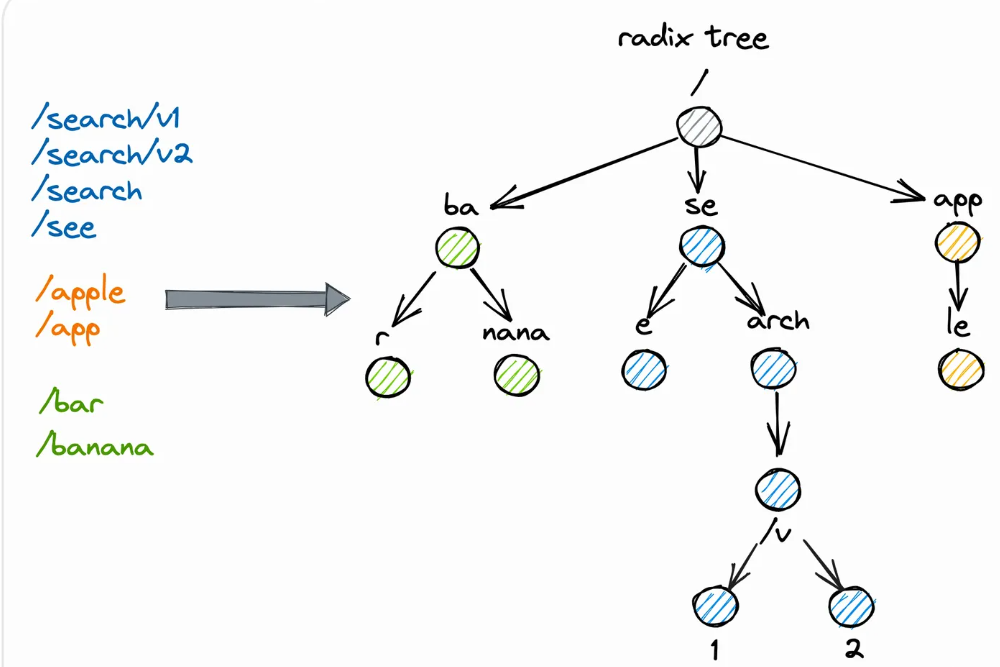 radix tree
/
/search/v1
/search/v2
/search
/see
/apple
/app
/bar
/banana
ba
se
app
r
nana
e
arch
le
/v
1
2